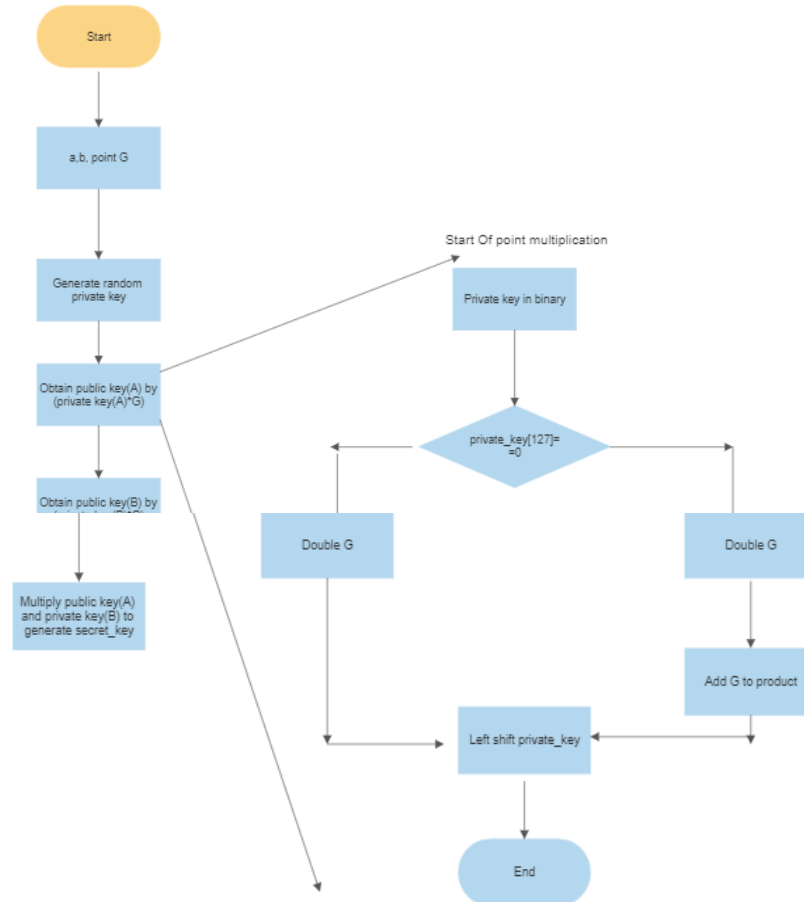 Start
a,b, point G
Generate random
private key
Obtain public key(A) by
(private key(A)*G)
Obtain public key(B) by
Multiply public key(A)
and private key(B) to
generate secret_key
Start Of point multiplication
Private key in binary
private_key[127]=
=0
Double G
Double G
Add G to product
Left shift private_key
End